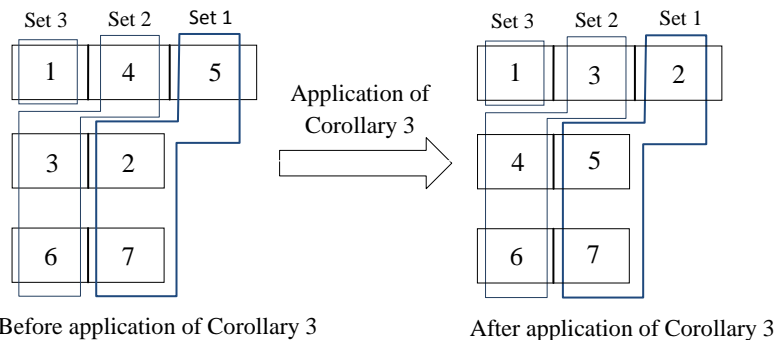 Set 3 Set 2 Set 1
1 4 5
3 2
6 7
Before application of Corollary 3
Application of
Corollary 3
Set 3 Set 2 Set 1
1 3 2
4 5
6 7
After application of Corollary 3